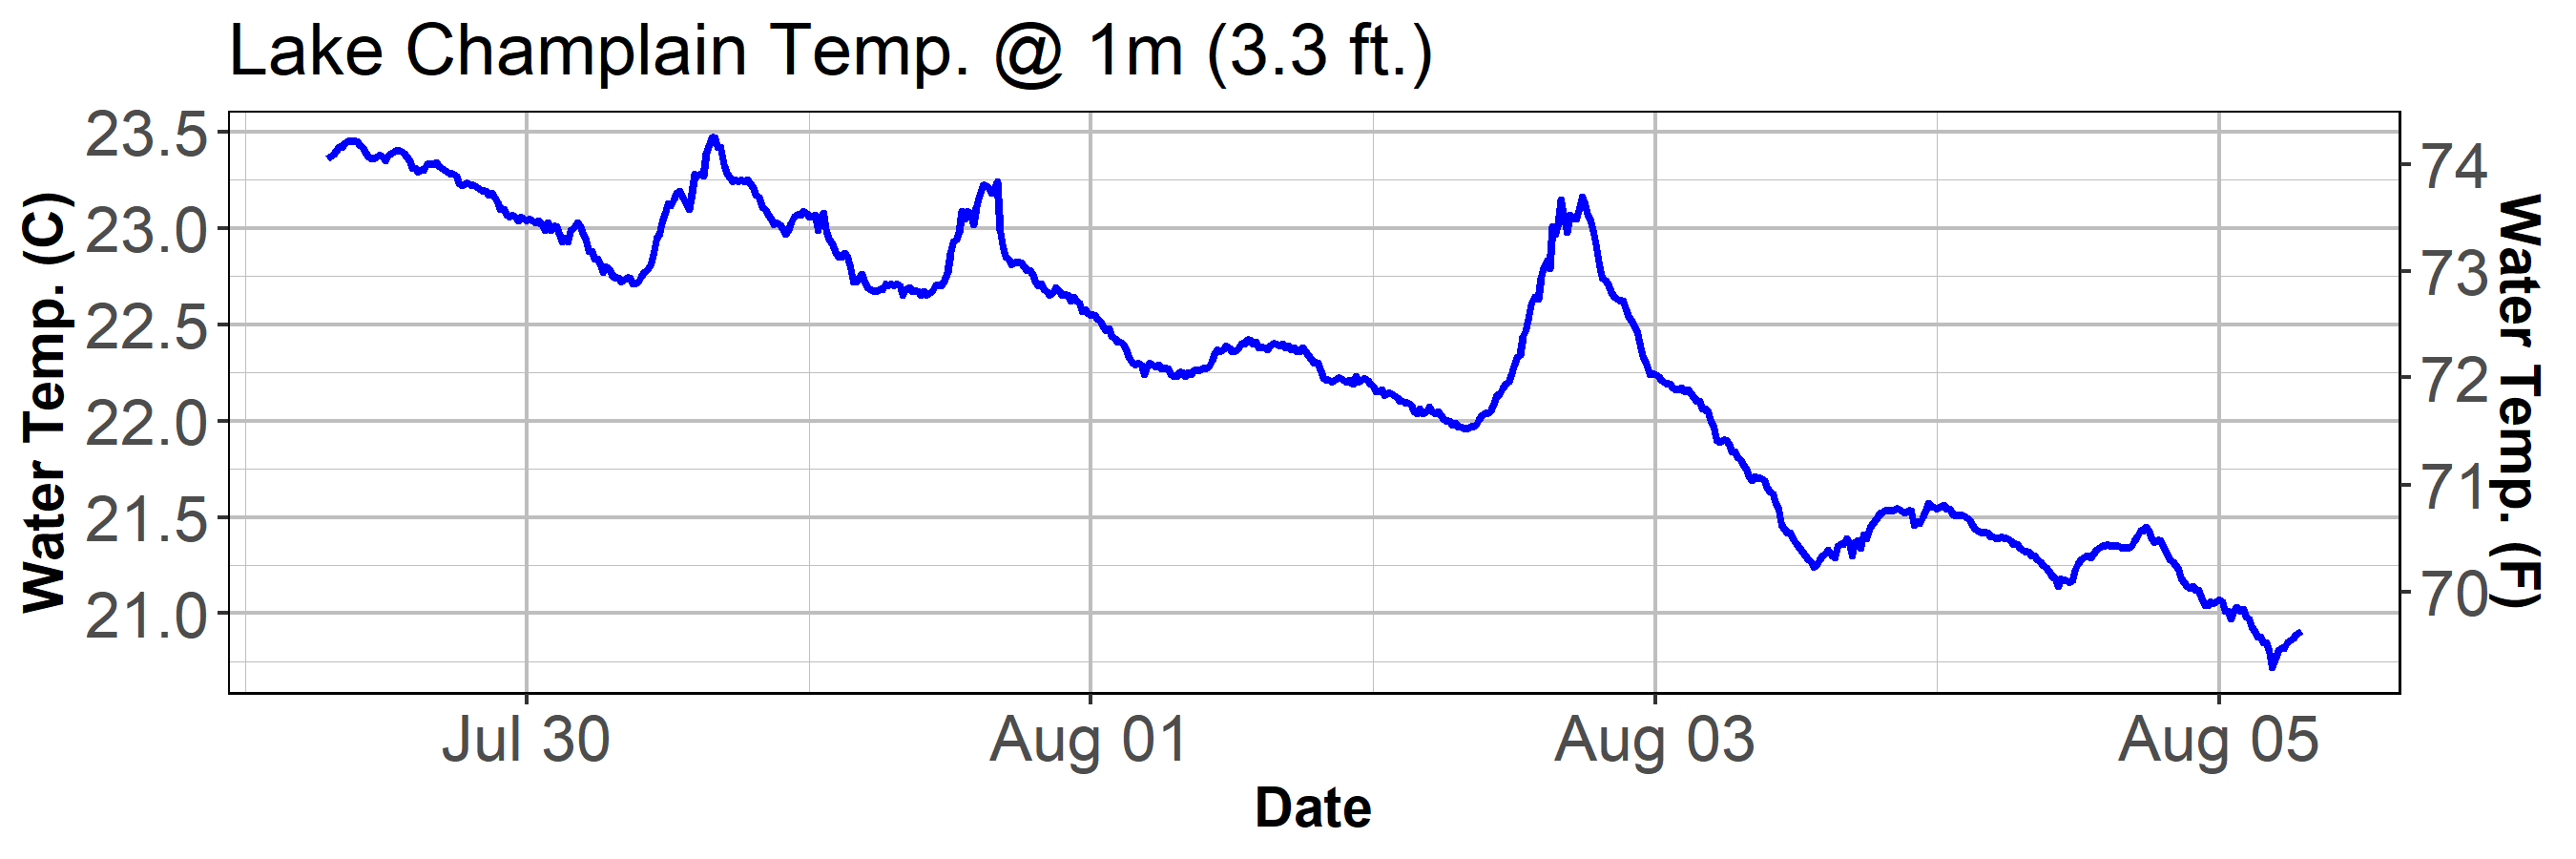 Lake Champlain Temp. @ 1m (3.3 ft.)
Water Temp. (C)
23.5
23.0
22.5
22.0
21.5
21.0
74
73
72
71
70
Water Temp. (F)
Jul 30
Aug 01
Aug 03
Aug 05
Date